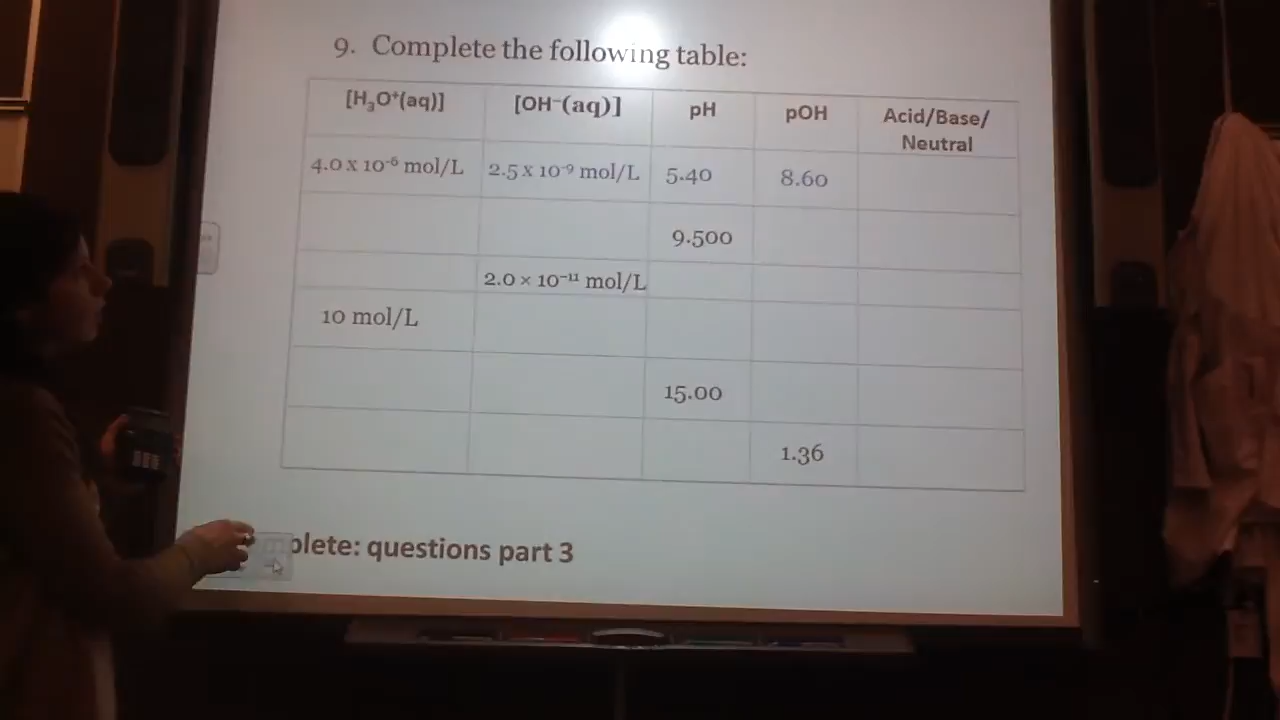 9. Complete the following table:
[H₃O⁺(aq)] [OH⁻(aq)] pH pOH Acid/Base/
Neutral
4.0 x 10⁻⁶ mol/L 2.5 x 10⁻⁹ mol/L 5.40 8.60
9.500
2.0 × 10⁻¹¹ mol/L
10 mol/L
15.00
1.36
plete: questions part 3